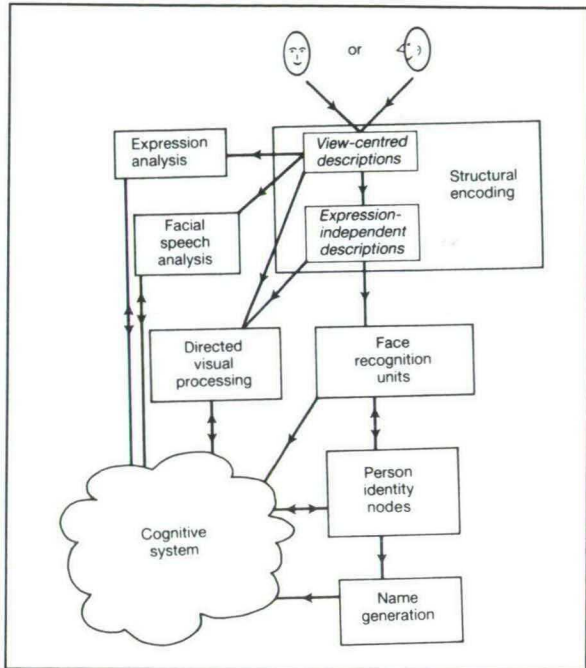 or
View-centred
descriptions
Expression
analysis
Structural
encoding
Expression-
independent
descriptions
Facial
speech
analysis
Directed
visual
processing
Face
recognition
units
Person
identity
nodes
Cognitive
system
Name
generation